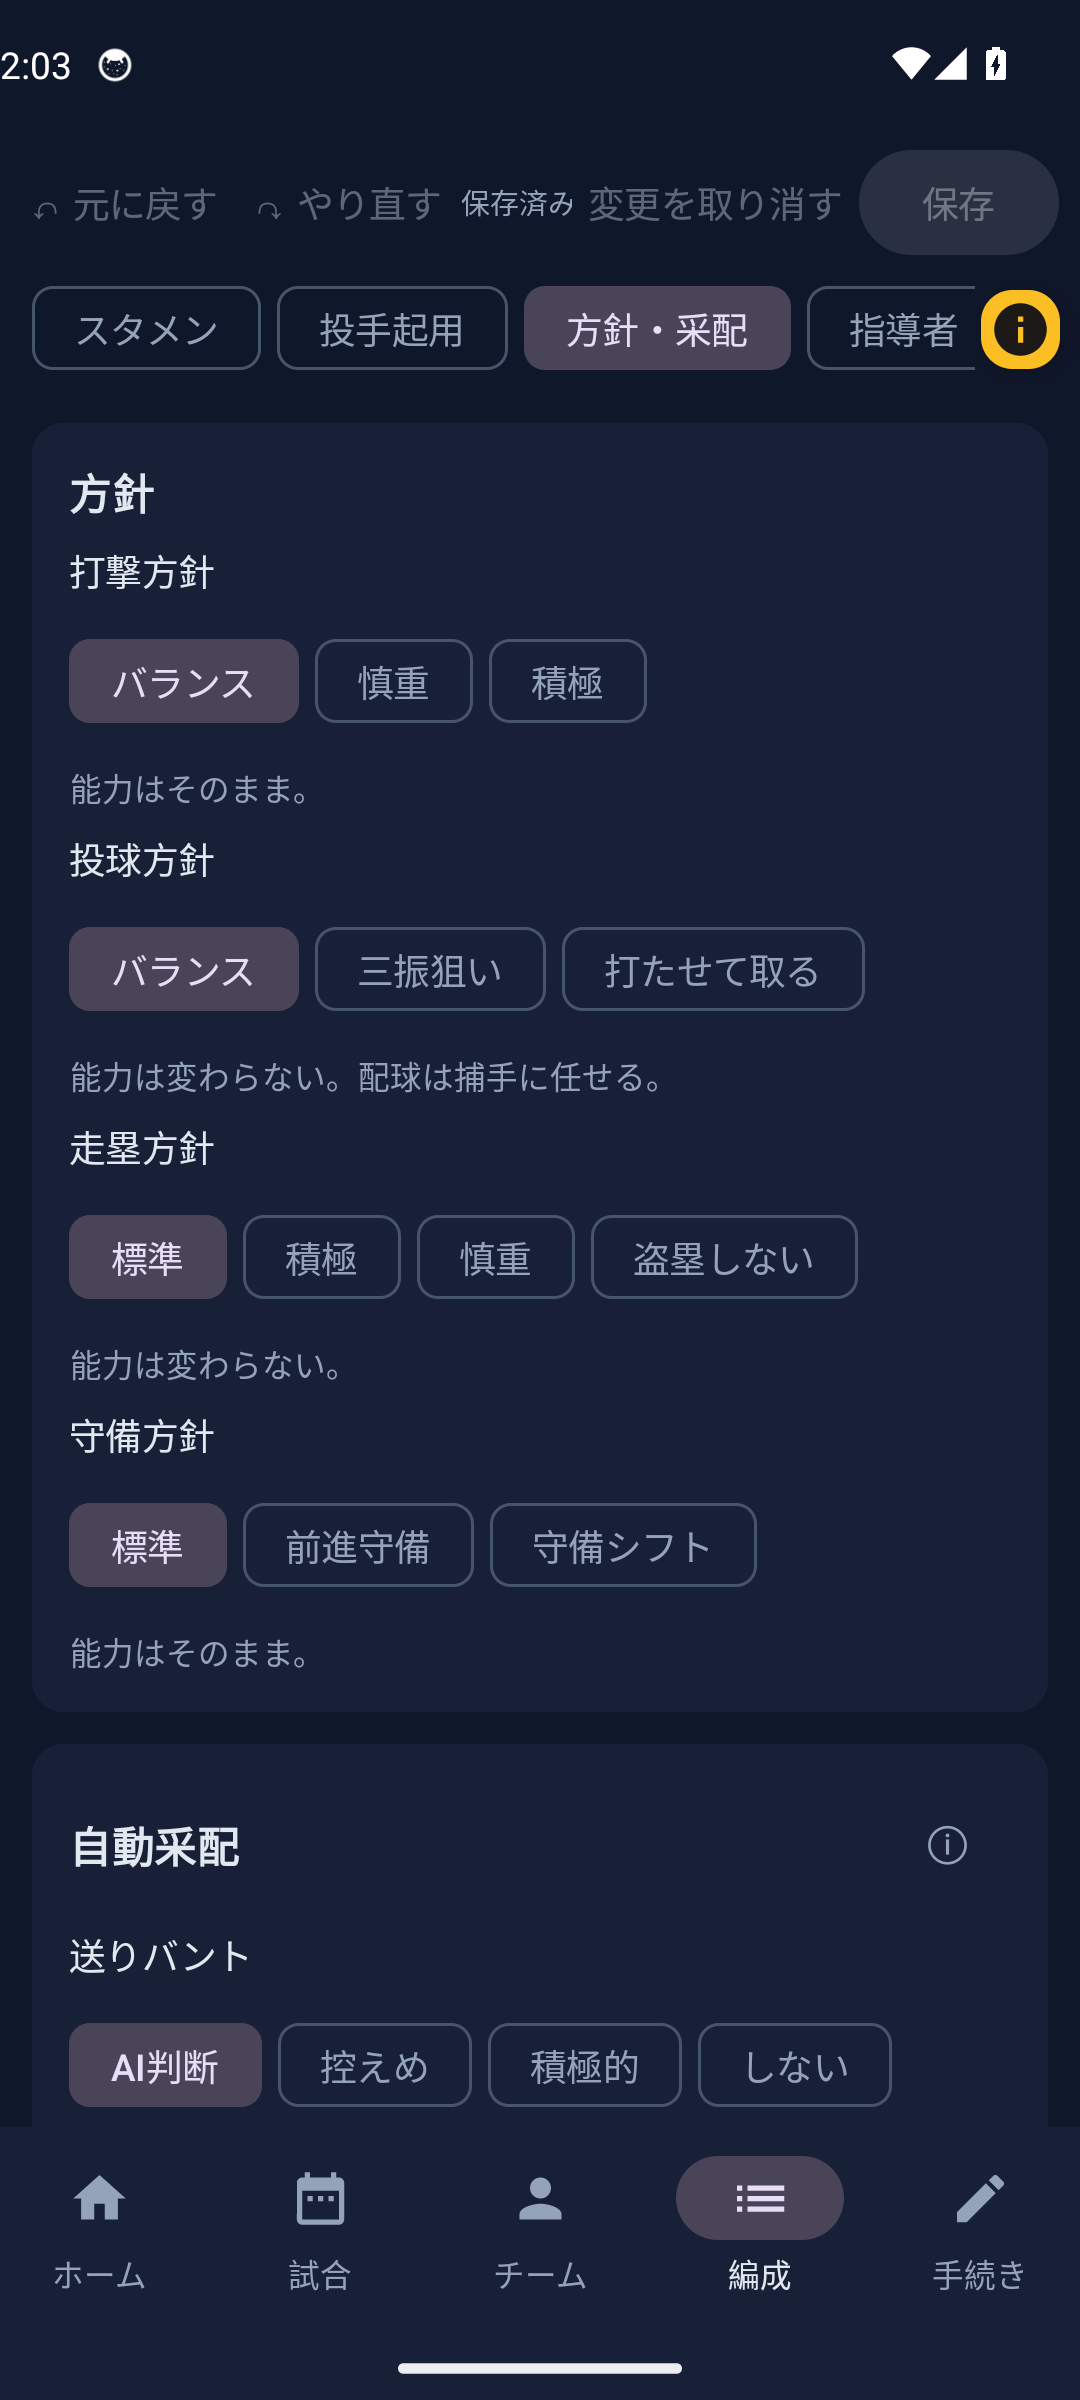 2:03
元に戻す やり直す 保存済み 変更を取り消す 保存
スタメン 投手起用 方針・采配 指導者
方針
打撃方針
バランス 慎重 積極
能力はそのまま。
投球方針
バランス 三振狙い 打たせて取る
能力は変わらない。配球は捕手に任せる。
走塁方針
標準 積極 慎重 盗塁しない
能力は変わらない。
守備方針
標準 前進守備 守備シフト
能力はそのまま。
自動采配
送りバント
AI判断 控えめ 積極的 しない
ホーム 試合 チーム 編成 手続き